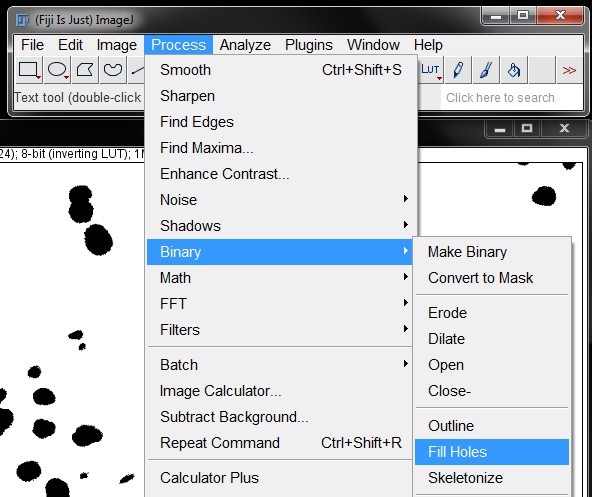 (Fiji Is Just) ImageJ
File Edit Image Process Analyze Plugins Window Help
LUT >>
Text tool (double-click
Click here to search
24); 8-bit (inverting LUT); 1M
Smooth Ctrl+Shift+S
Sharpen
Find Edges
Find Maxima...
Enhance Contrast...
Noise
Shadows
Binary
Math
FFT
Filters
Batch
Image Calculator...
Subtract Background...
Repeat Command Ctrl+Shift+R
Calculator Plus
Make Binary
Convert to Mask
Erode
Dilate
Open
Close-
Outline
Fill Holes
Skeletonize